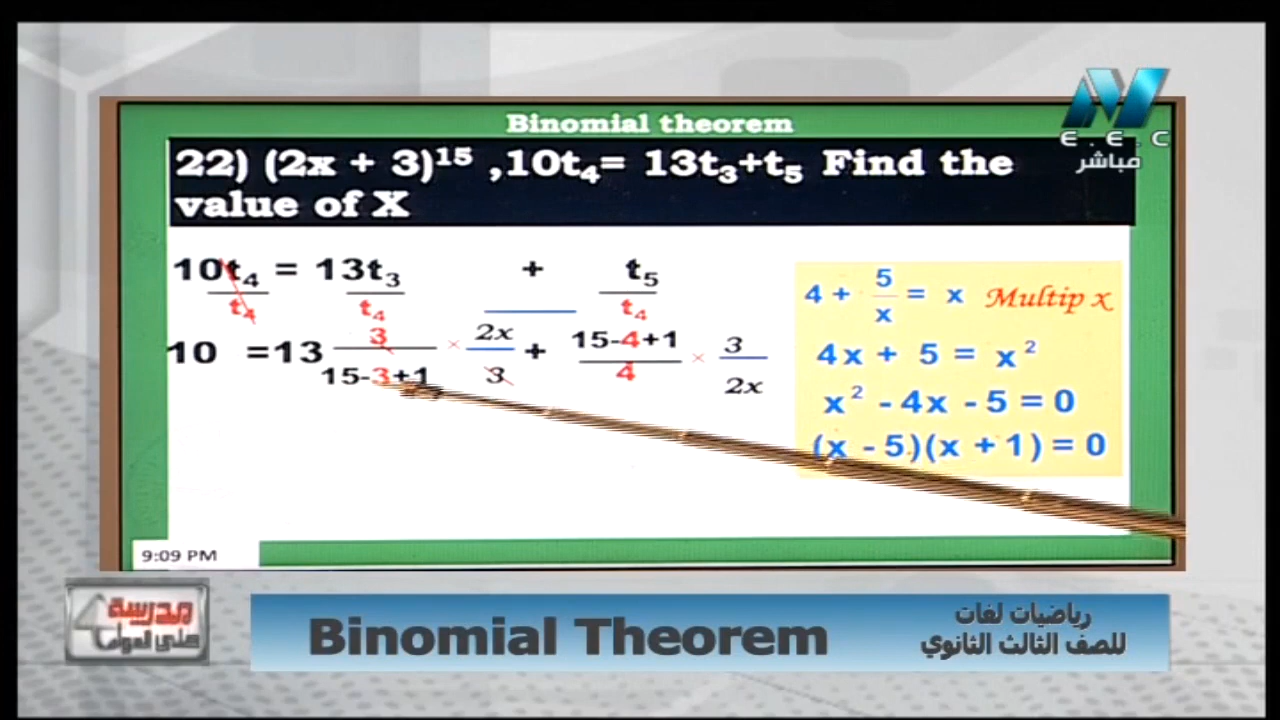 Binomial theorem
E.E.C
مباشر
22) (2x + 3)¹⁵ ,10t₄= 13t₃+t₅ Find the
value of X
10t₄/t₄ = 13t₃/t₄ + t₅/t₄
10 =13 3/(15-3+1) × 2x/3 + (15-4+1)/4 × 3/2x
4 + 5/x = x Multip x
4x + 5 = x²
x² - 4x - 5 = 0
(x - 5)(x + 1) = 0
9:09 PM
مدرسة
على الهواء
Binomial Theorem
رياضيات لغات
للصف الثالث الثانوي